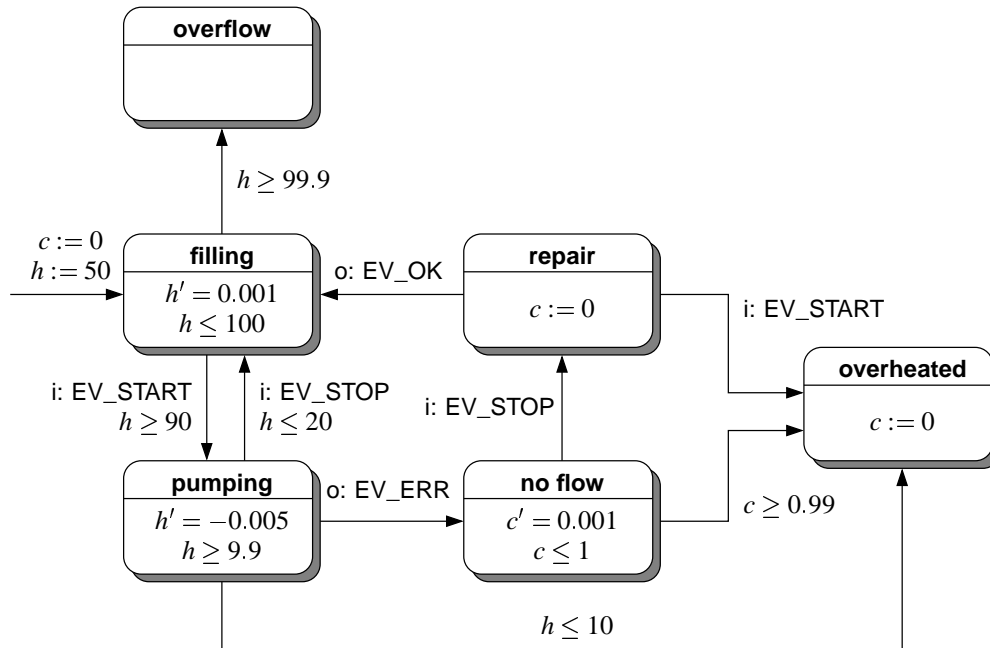 overflow
h ≥ 99.9
c := 0
h := 50
filling
h′ = 0.001
h ≤ 100
o: EV_OK
repair
c := 0
i: EV_START
overheated
c := 0
i: EV_START
h ≥ 90
i: EV_STOP
h ≤ 20
i: EV_STOP
pumping
h′ = −0.005
h ≥ 9.9
o: EV_ERR
no flow
c′ = 0.001
c ≤ 1
c ≥ 0.99
h ≤ 10